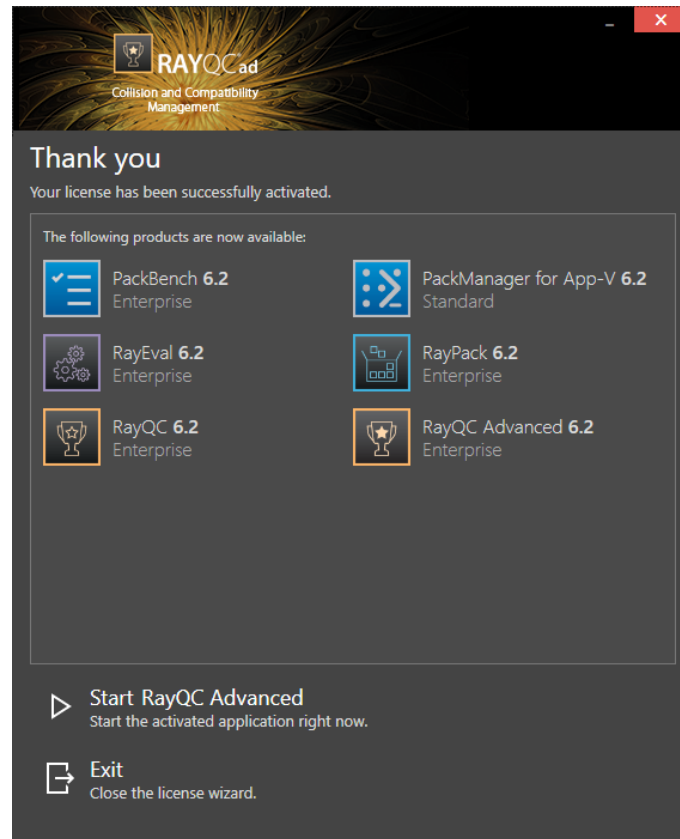 RAYQCad
Collision and Compatibility
Management
Thank you
Your license has been successfully activated.
The following products are now available:
PackBench 6.2
Enterprise
PackManager for App-V 6.2
Standard
RayEval 6.2
Enterprise
RayPack 6.2
Enterprise
RayQC 6.2
Enterprise
RayQC Advanced 6.2
Enterprise
Start RayQC Advanced
Start the activated application right now.
Exit
Close the license wizard.